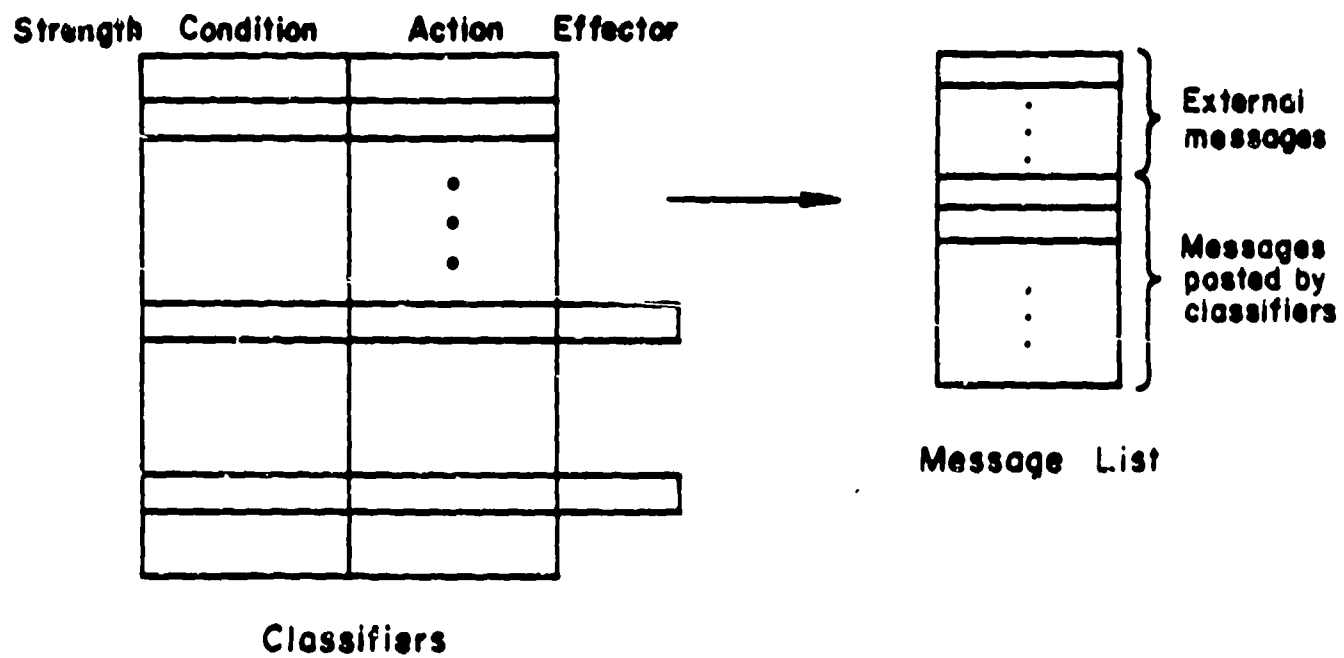 Strength Condition Action Effector
External
messages
Messages
posted by
classifiers
Message List
Classifiers